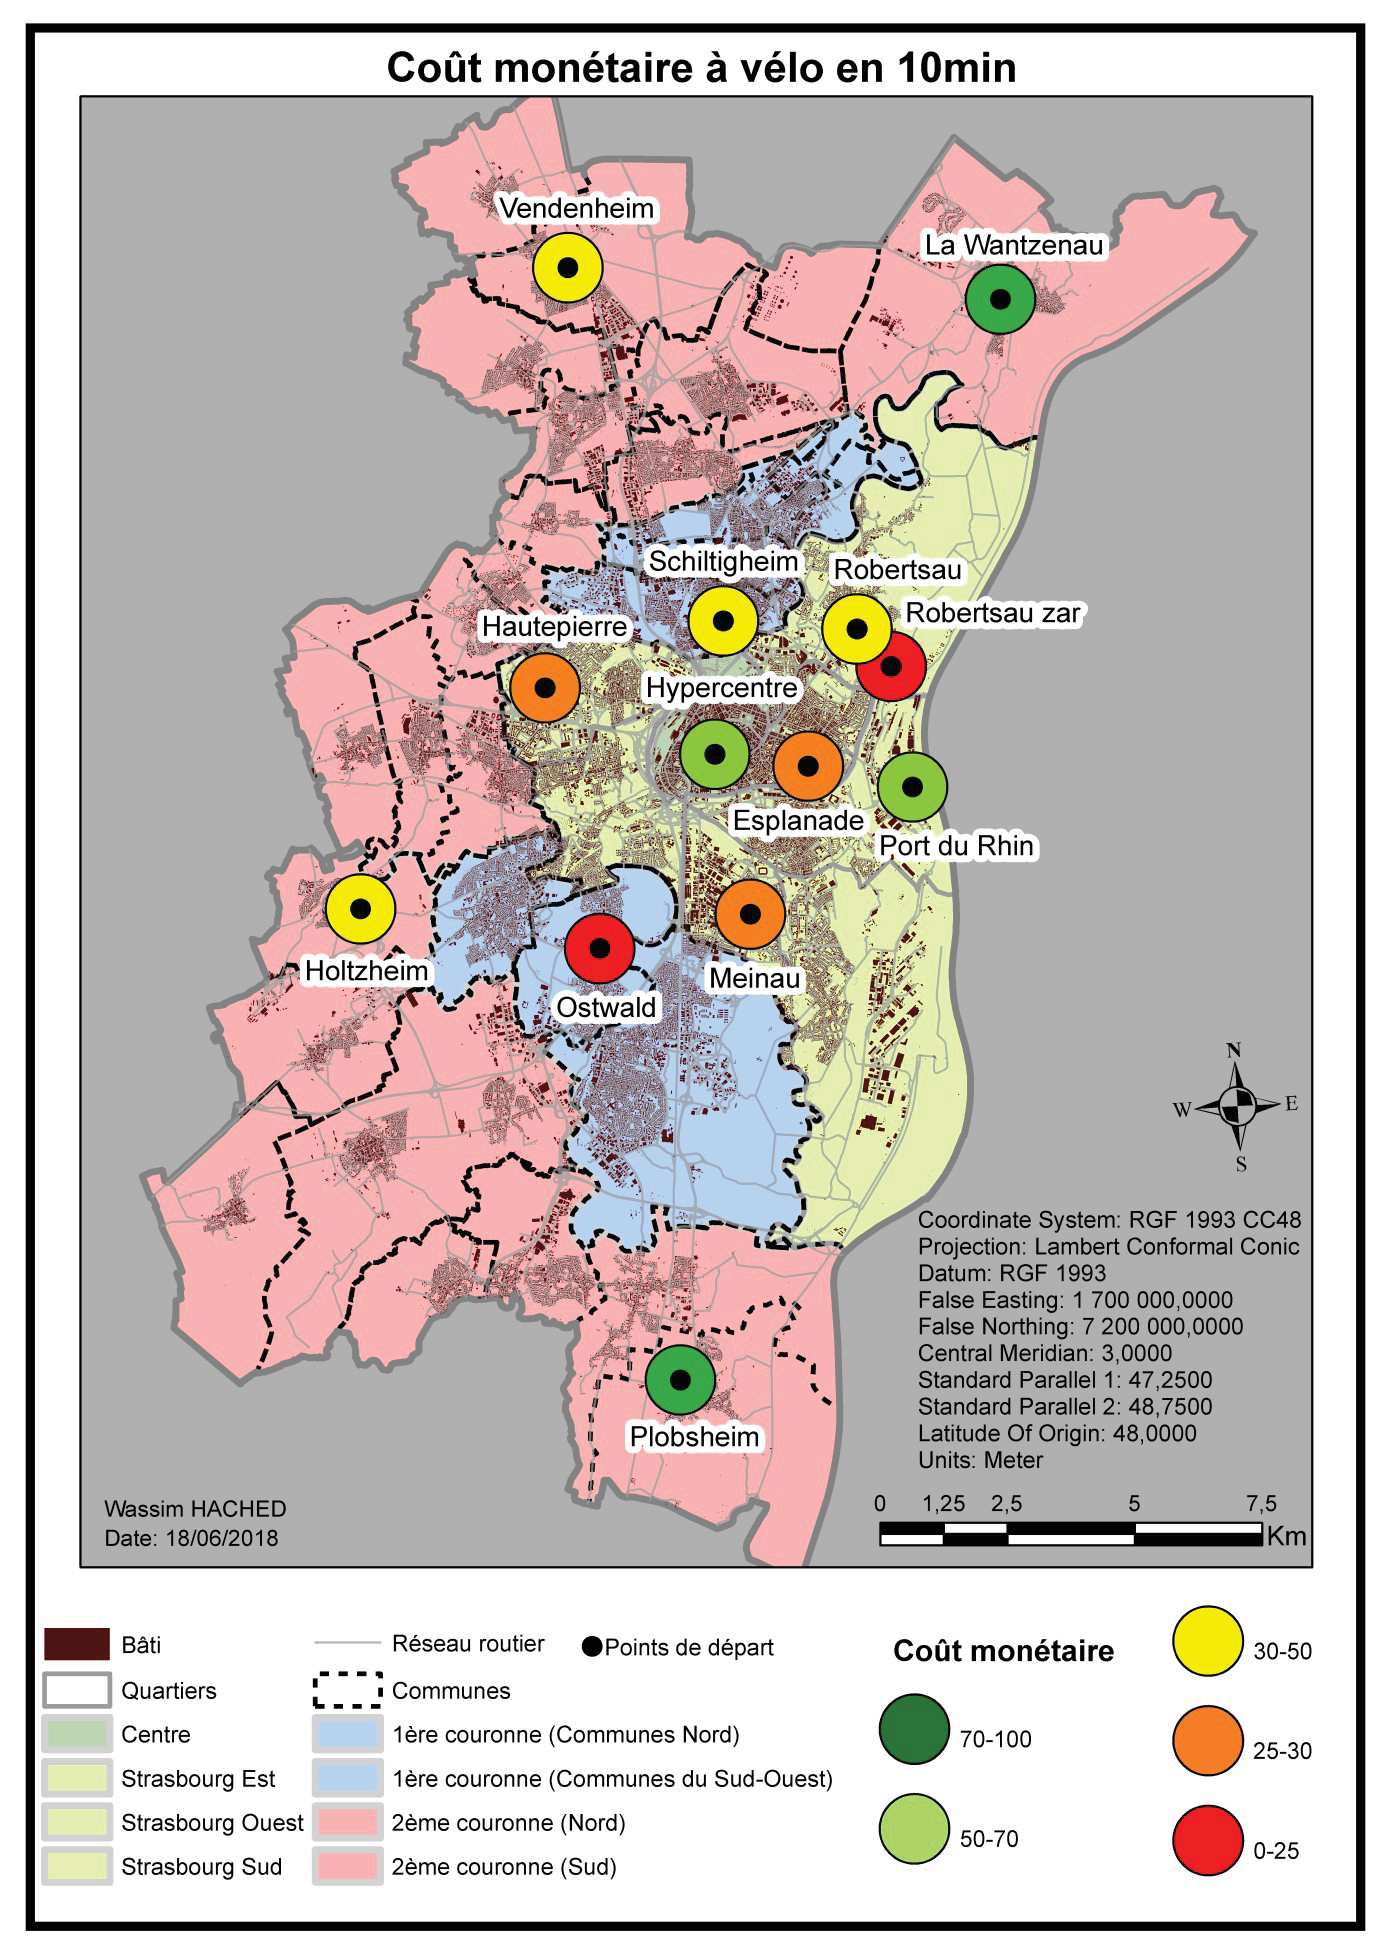 Coût monétaire à vélo en 10min
Vendenheim
La Wantzenau
Schiltigheim
Robertsau
Robertsau zar
Hautepierre
Hypercentre
Esplanade
Port du Rhin
Holtzheim
Meinau
Ostwald
N
W
E
S
Plobsheim
Coordinate System: RGF 1993 CC48
Projection: Lambert Conformal Conic
Datum: RGF 1993
False Easting: 1 700 000,0000
False Northing: 7 200 000,0000
Central Meridian: 3,0000
Standard Parallel 1: 47,2500
Standard Parallel 2: 48,7500
Latitude Of Origin: 48,0000
Units: Meter
0 1,25 2,5 5 7,5
Km
Wassim HACHED
Date: 18/06/2018
Bâti
Quartiers
Centre
Strasbourg Est
Strasbourg Ouest
Strasbourg Sud
Réseau routier
Communes
1ère couronne (Communes Nord)
1ère couronne (Communes du Sud-Ouest)
2ème couronne (Nord)
2ème couronne (Sud)
Points de départ
Coût monétaire
70-100
50-70
30-50
25-30
0-25